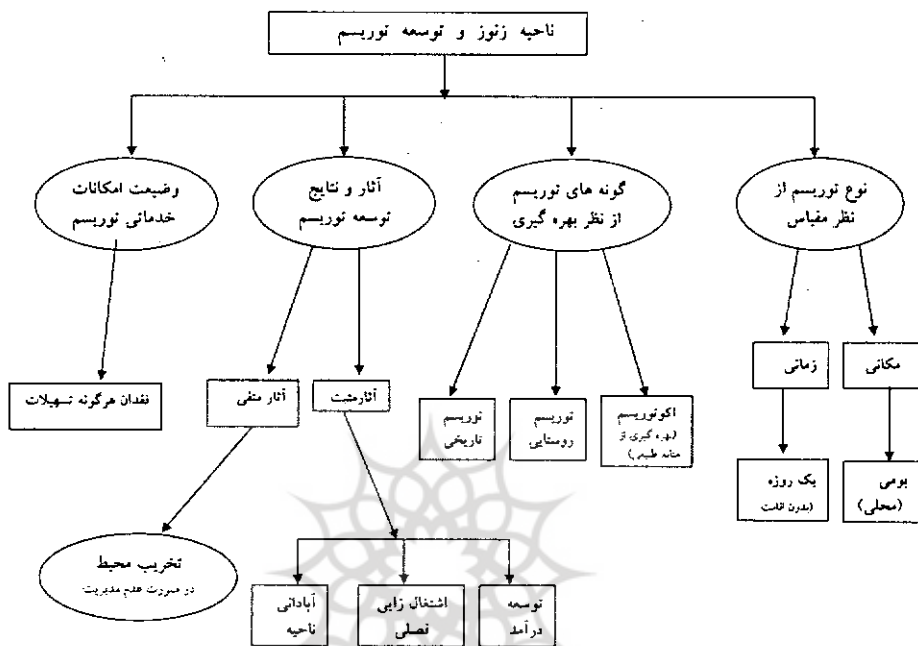 ناحیه زنوز و توسعه توریسم
نوع توریسم از
نظر مقیاس
گونه های توریسم
از نظر بهره گیری
آثار و نتایج
توسعه توریسم
وضیعت امکانات
خدماتی توریسم
مکانی
زمانی
بومی
(محلی)
یک روزه
(بدون اقامت
اکوتوریسم
(بهره گیری از
طبیعی)
توریسم
روستایی
توریسم
تاریخی
آثارمثبت
آثار منفی
فقدان هرگونه تسهیلات
توسعه
درآمد
اشتغال زایی
فصلی
آبادانی
ناحیه
تخریب محیط
در صورت عدم مدیریت